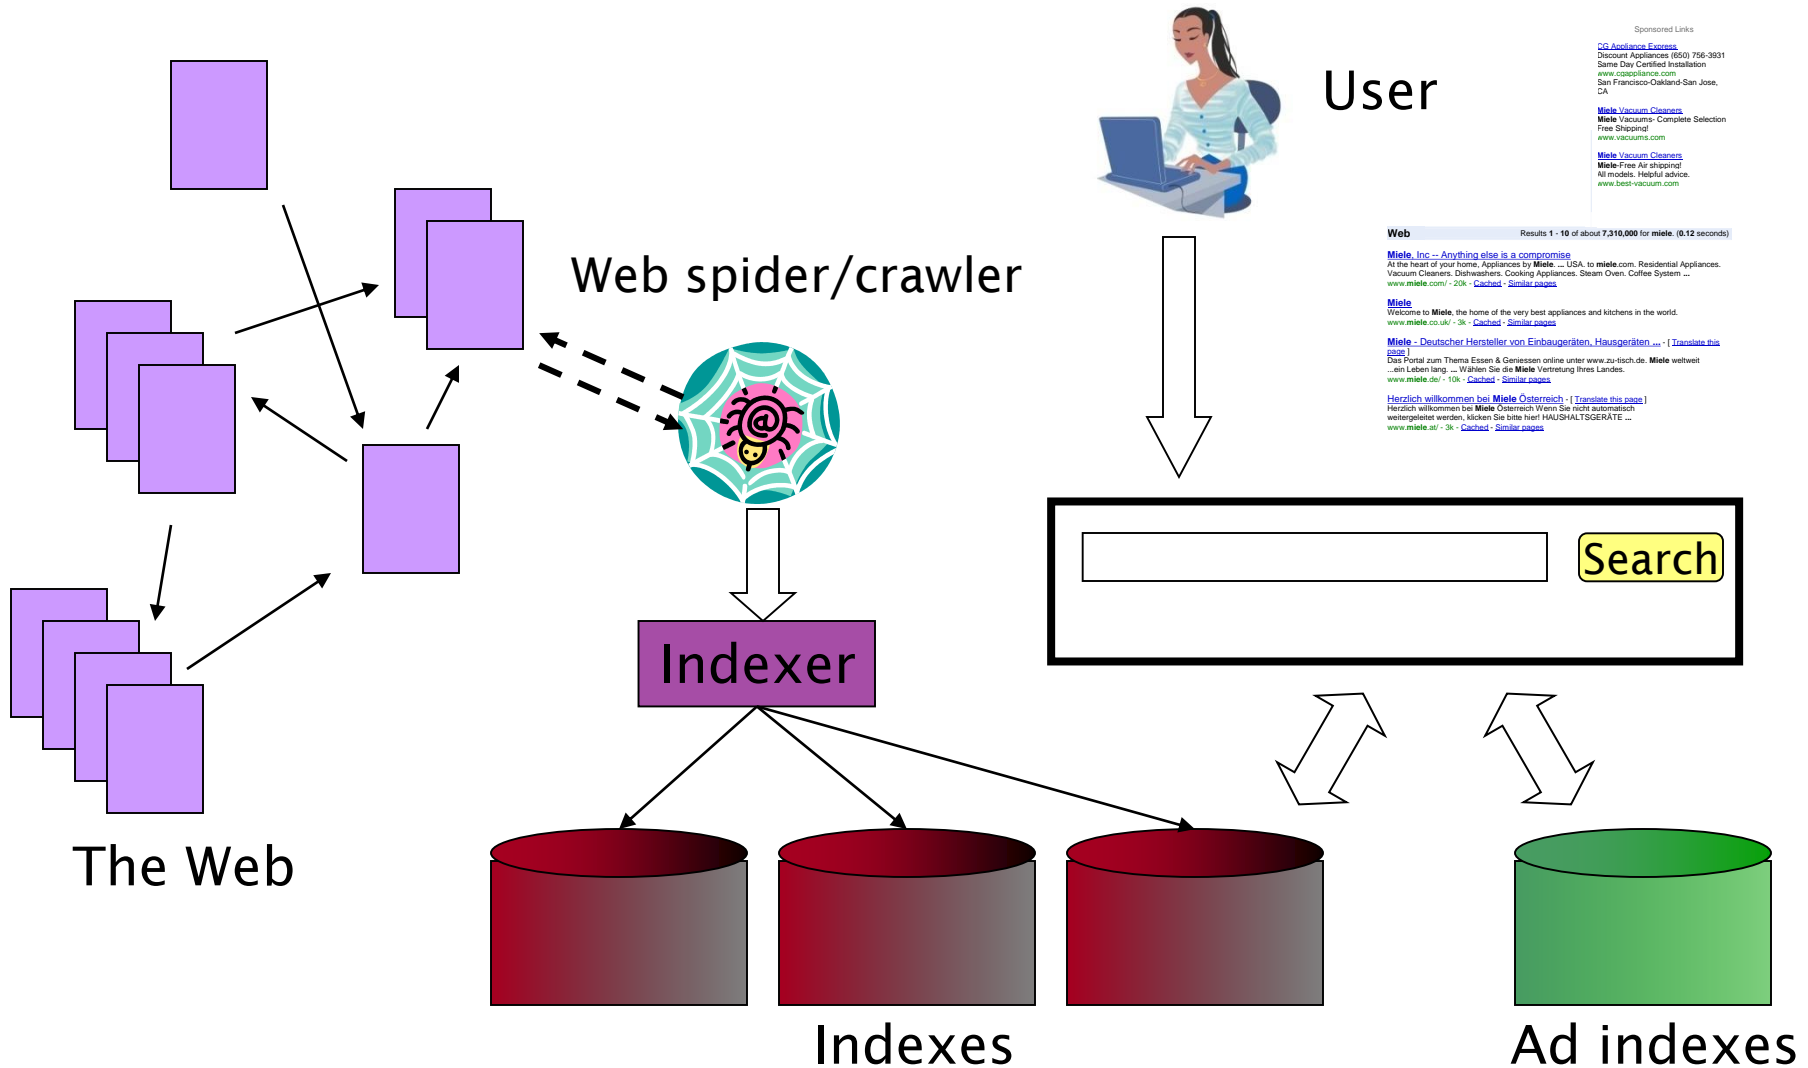 User
Sponsored Links
CG Appliance Express
Discount Appliances (650) 756-3931
Same Day Certified Installation
www.cgappliance.com
San Francisco-Oakland-San Jose,
CA
Miele Vacuum Cleaners
Miele Vacuums- Complete Selection
Free Shipping!
www.vacuums.com
Miele Vacuum Cleaners
Miele-Free Air shipping!
All models. Helpful advice.
www.best-vacuum.com
Web Results 1 - 10 of about 7,310,000 for miele. (0.12 seconds)
Miele, Inc -- Anything else is a compromise
At the heart of your home, Appliances by Miele. ... USA. to miele.com. Residential Appliances.
Vacuum Cleaners. Dishwashers. Cooking Appliances. Steam Oven. Coffee System ...
www.miele.com/ - 20k - Cached - Similar pages
Miele
Welcome to Miele, the home of the very best appliances and kitchens in the world.
www.miele.co.uk/ - 3k - Cached - Similar pages
Miele - Deutscher Hersteller von Einbaugeräten, Hausgeräten ... - [ Translate this
page ]
Das Portal zum Thema Essen & Geniessen online unter www.zu-tisch.de. Miele weltweit
...ein Leben lang. ... Wählen Sie die Miele Vertretung Ihres Landes.
www.miele.de/ - 10k - Cached - Similar pages
Herzlich willkommen bei Miele Österreich - [ Translate this page ]
Herzlich willkommen bei Miele Österreich Wenn Sie nicht automatisch
weitergeleitet werden, klicken Sie bitte hier! HAUSHALTSGERÄTE ...
www.miele.at/ - 3k - Cached - Similar pages
Web spider/crawler
@
Search
Indexer
The Web
Indexes
Ad indexes